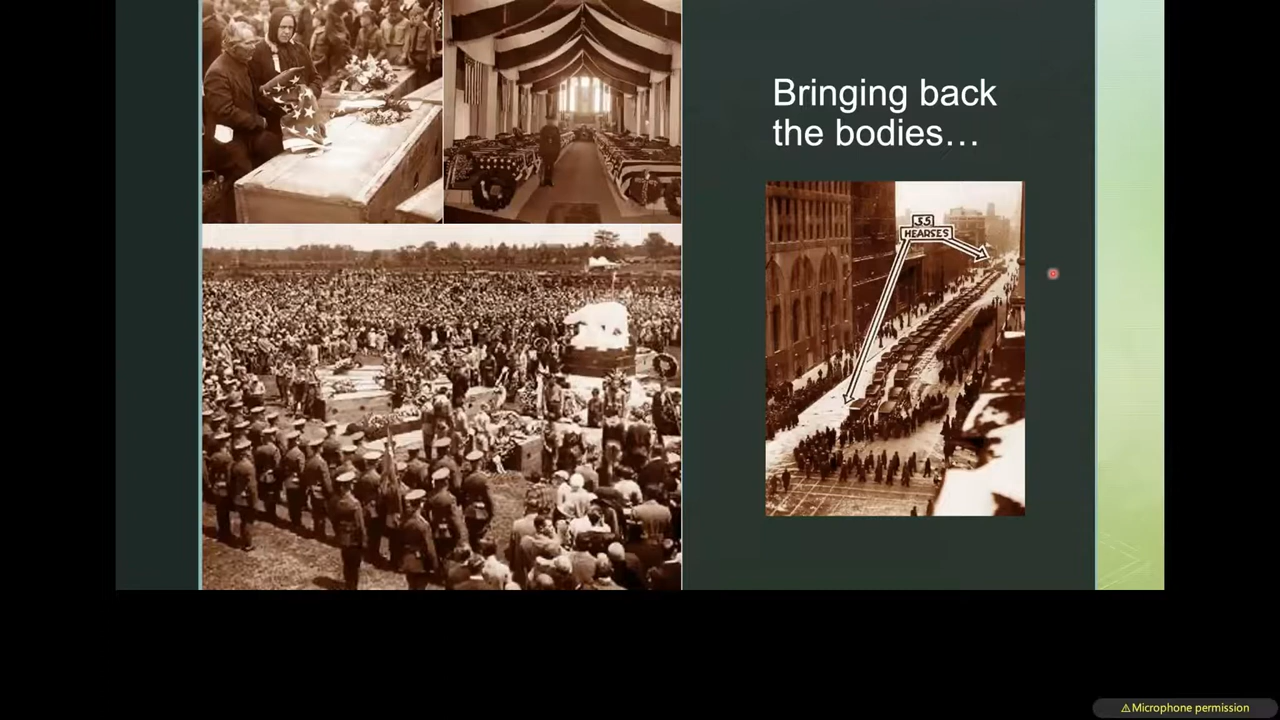 Bringing back
the bodies…
55
HEARSES
⚠Microphone permission